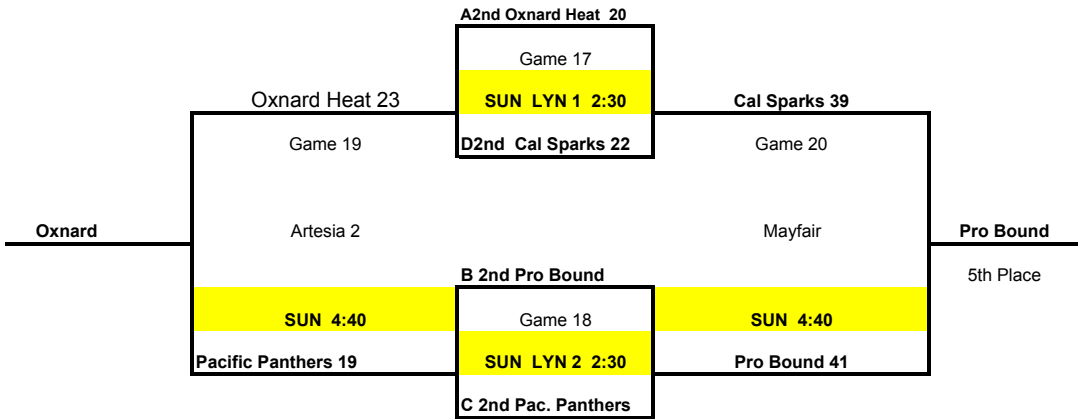 A2nd Oxnard Heat 20
Game 17
Oxnard Heat 23 SUN LYN 1 2:30 Cal Sparks 39
Game 19 D2nd Cal Sparks 22 Game 20
Oxnard Artesia 2 Mayfair Pro Bound
B 2nd Pro Bound 5th Place
SUN 4:40 Game 18 SUN 4:40
Pacific Panthers 19 SUN LYN 2 2:30 Pro Bound 41
C 2nd Pac. Panthers